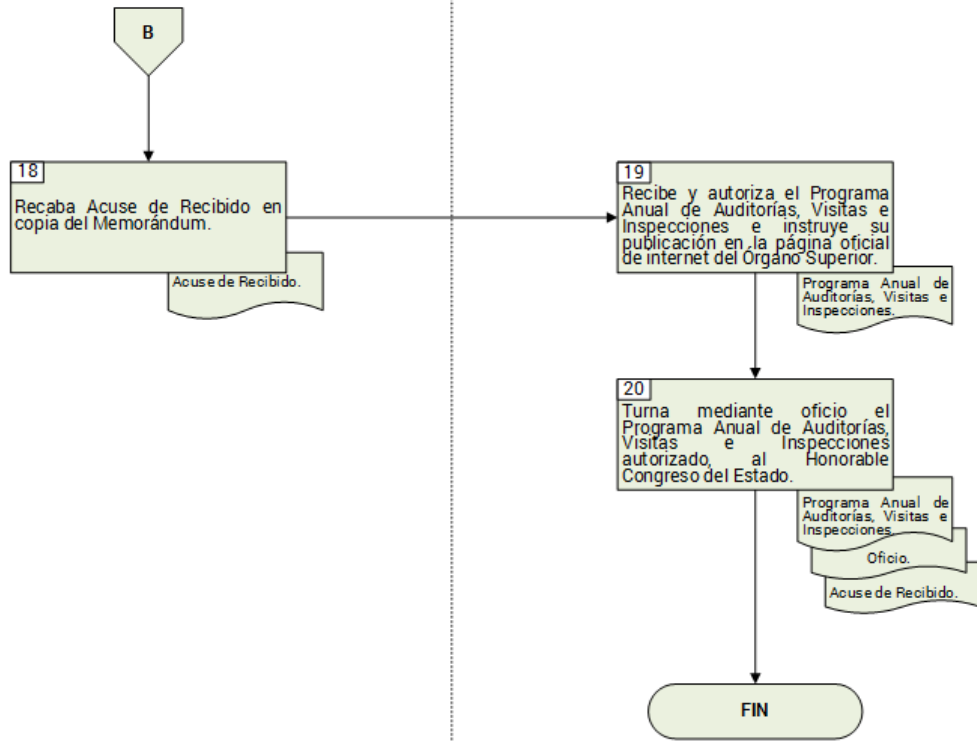 B
18
Recaba Acuse de Recibido en
copia del Memorándum.
Acuse de Recibido.
19
Recibe y autoriza el Programa
Anual de Auditorías, Visitas e
Inspecciones e instruye su
publicación en la página oficial
de internet del Órgano Superior.
Programa Anual de
Auditorías, Visitas e
Inspecciones.
20
Turna mediante oficio el
Programa Anual de Auditorías,
Visitas e Inspecciones
autorizado, al Honorable
Congreso del Estado.
Programa Anual de
Auditorías, Visitas e
Inspecciones.
Oficio.
Acuse de Recibido.
FIN